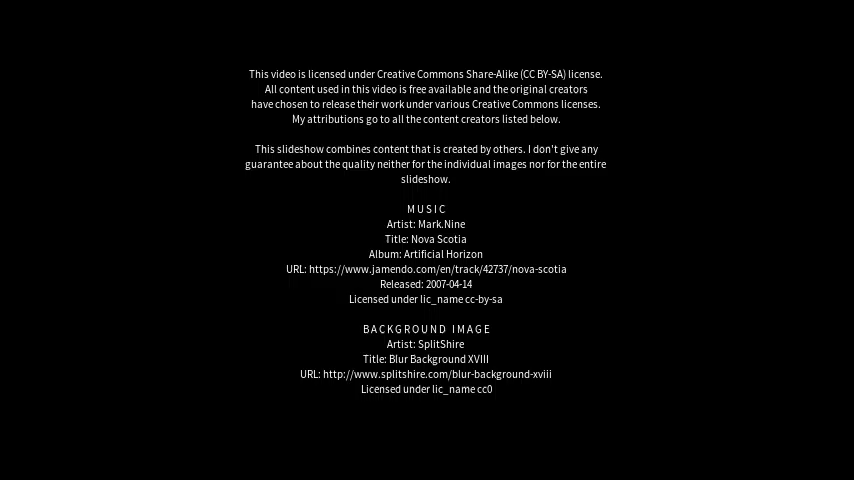 This video is licensed under Creative Commons Share-Alike (CC BY-SA) license.
All content used in this video is free available and the original creators
have chosen to release their work under various Creative Commons licenses.
My attributions go to all the content creators listed below.
This slideshow combines content that is created by others. I don't give any
guarantee about the quality neither for the individual images nor for the entire
slideshow.
MUSIC
Artist: Mark.Nine
Title: Nova Scotia
Album: Artificial Horizon
URL: https://www.jamendo.com/en/track/42737/nova-scotia
Released: 2007-04-14
Licensed under lic_name cc-by-sa
BACKGROUND IMAGE
Artist: SplitShire
Title: Blur Background XVIII
URL: http://www.splitshire.com/blur-background-xviii
Licensed under lic_name cc0